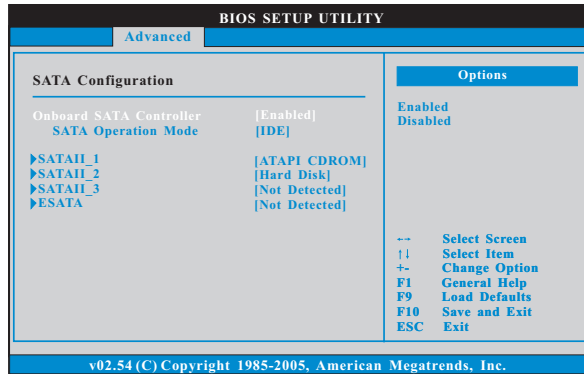 BIOS SETUP UTILITY
Advanced
SATA Configuration
Onboard SATA Controller [Enabled]
SATA Operation Mode [IDE]
SATAII_1 [ATAPI CDROM]
SATAII_2 [Hard Disk]
SATAII_3 [Not Detected]
ESATA [Not Detected]
Options
Enabled
Disabled
←→ Select Screen
↑↓ Select Item
+- Change Option
F1 General Help
F9 Load Defaults
F10 Save and Exit
ESC Exit
v02.54 (C) Copyright 1985-2005, American Megatrends, Inc.